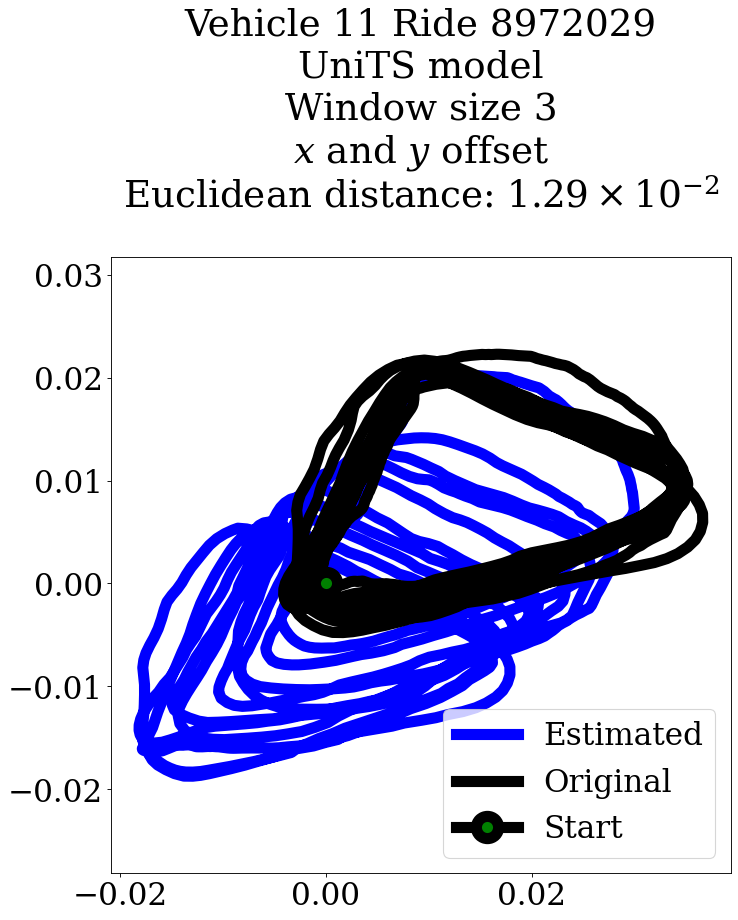 Vehicle 11 Ride 8972029
UniTS model
Window size 3
x and y offset
Euclidean distance: 1.29 × 10⁻²
0.03
0.02
0.01
0.00
−0.01
−0.02
−0.02
0.00
0.02
Estimated
Original
Start